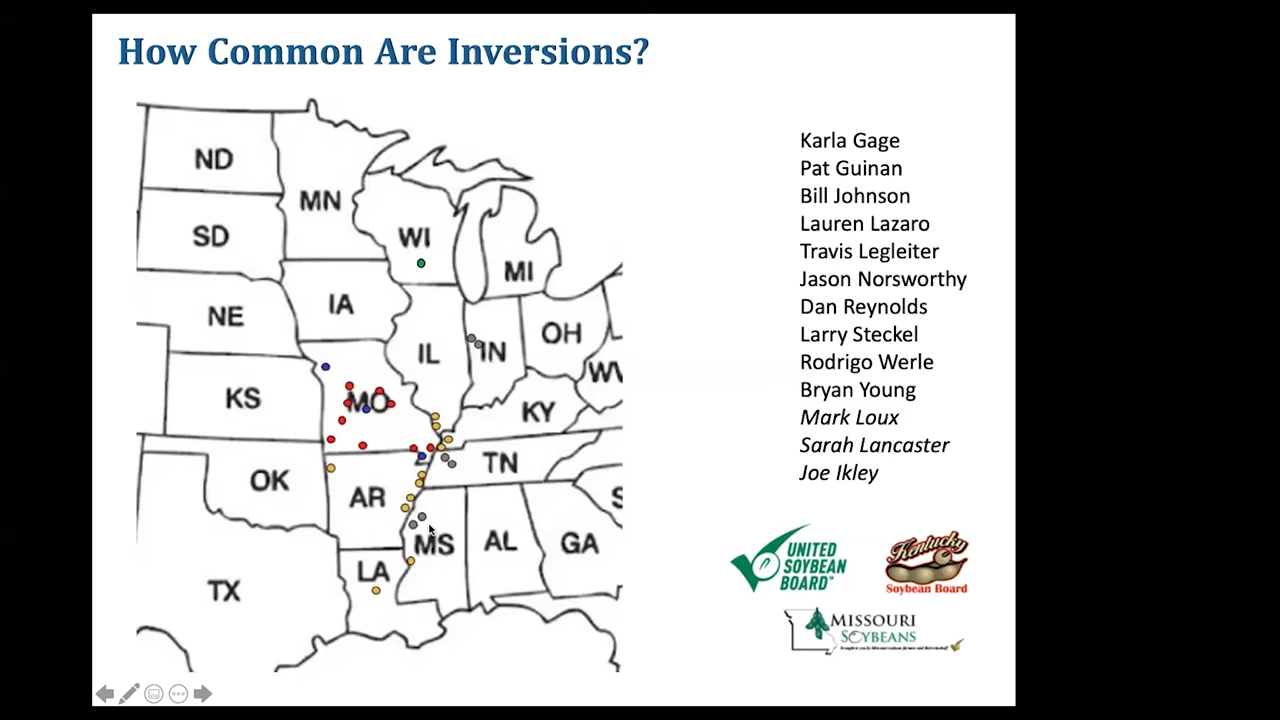 How Common Are Inversions?
ND
MN
SD
WI
MI
NE
IA
IL
IN
OH
WV
KS
MO
KY
OK
AR
TN
TX
LA
MS
AL
GA
S
Karla Gage
Pat Guinan
Bill Johnson
Lauren Lazaro
Travis Legleiter
Jason Norsworthy
Dan Reynolds
Larry Steckel
Rodrigo Werle
Bryan Young
Mark Loux
Sarah Lancaster
Joe Ikley
UNITED
SOYBEAN
BOARD™
Kentucky
Soybean Board
MISSOURI
SOYBEANS